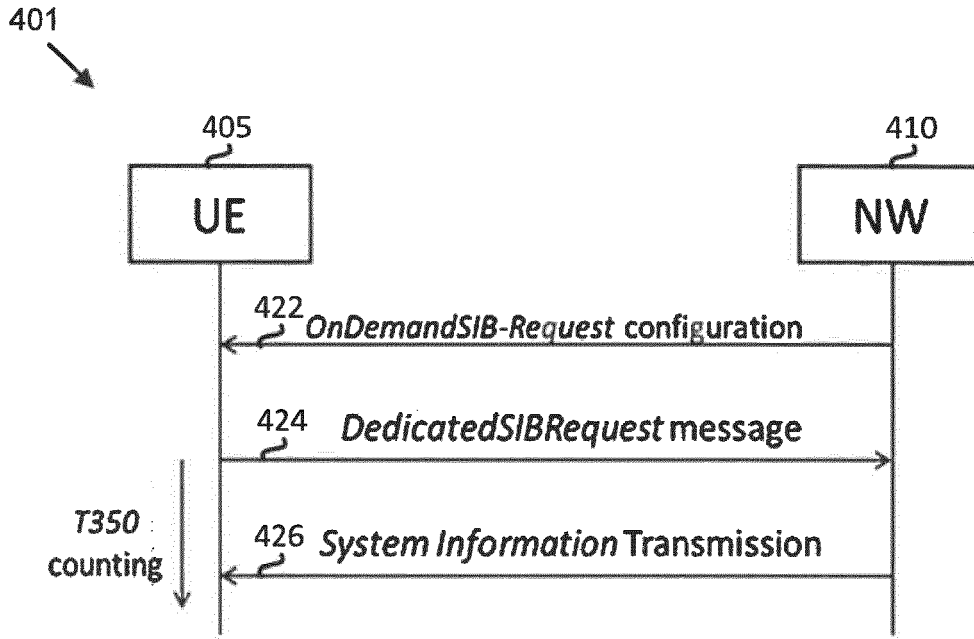 401
405
410
UE
NW
422
OnDemandSIB-Request configuration
424
DedicatedSIBRequest message
T350
counting
426
System Information Transmission